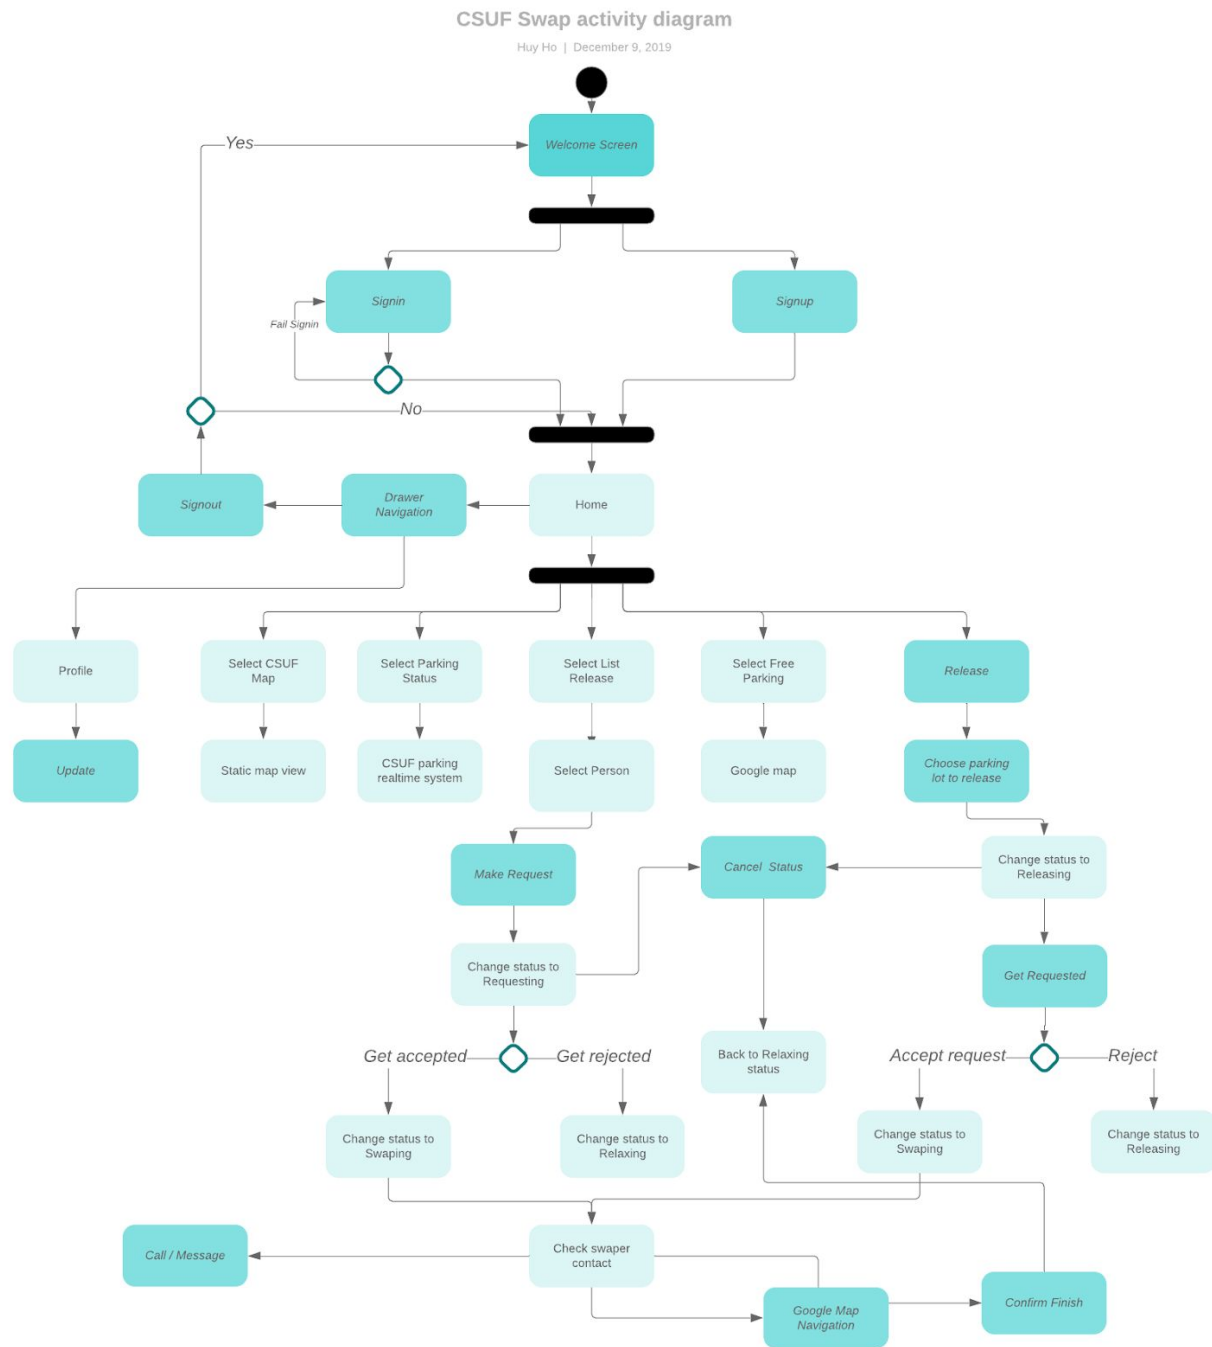 CSUF Swap activity diagram
Huy Ho | December 9, 2019
Yes
Welcome Screen
Signin
Signup
Fail Signin
No
Signout
Drawer
Navigation
Home
Profile
Select CSUF
Map
Select Parking
Status
Select List
Release
Select Free
Parking
Release
Update
Static map view
CSUF parking
realtime system
Select Person
Google map
Choose parking
lot to release
Make Request
Cancel Status
Change status to
Releasing
Change status to
Requesting
Get Requested
Get accepted
Get rejected
Back to Relaxing
status
Accept request
Reject
Change status to
Swaping
Change status to
Relaxing
Change status to
Swaping
Change status to
Releasing
Call / Message
Check swaper
contact
Google Map
Navigation
Confirm Finish